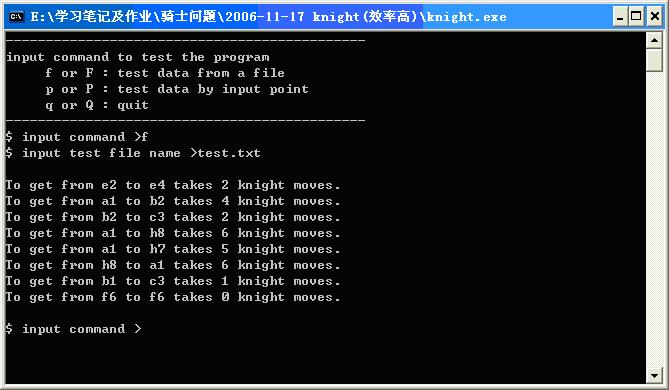 E:\学习笔记及作业\骑士问题\2006-11-17 knight(效率高)\knight.exe
---------------------------------------------
input command to test the program
     f or F : test data from a file
     p or P : test data by input point
     q or Q : quit
---------------------------------------------
$ input command >f
$ input test file name >test.txt

To get from e2 to e4 takes 2 knight moves.
To get from a1 to b2 takes 4 knight moves.
To get from b2 to c3 takes 2 knight moves.
To get from a1 to h8 takes 6 knight moves.
To get from a1 to h7 takes 5 knight moves.
To get from h8 to a1 takes 6 knight moves.
To get from b1 to c3 takes 1 knight moves.
To get from f6 to f6 takes 0 knight moves.

$ input command >